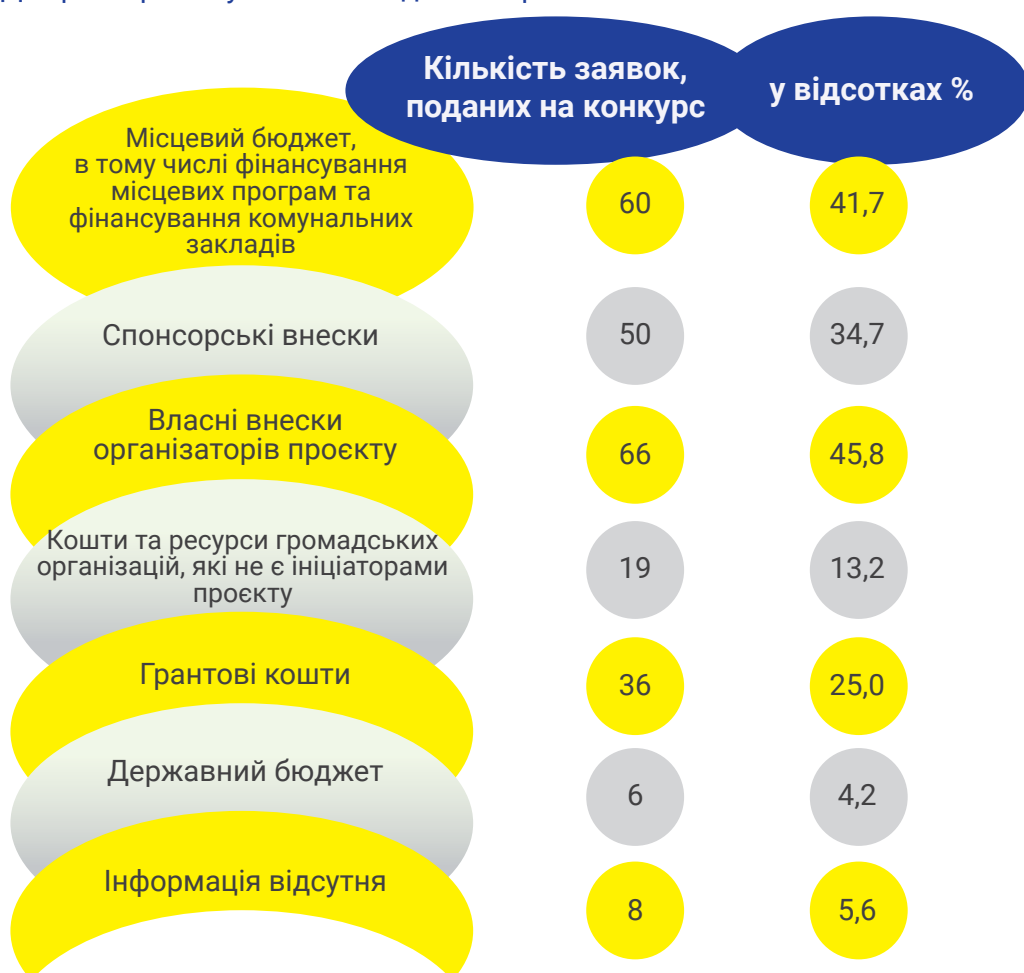 Кількість заявок,
поданих на конкурс
у відсотках %
Місцевий бюджет,
в тому числі фінансування
місцевих програм та
фінансування комунальних
закладів
60
41,7
Спонсорські внески
50
34,7
Власні внески
організаторів проєкту
66
45,8
Кошти та ресурси громадських
організацій, які не є ініціаторами
проєкту
19
13,2
Грантові кошти
36
25,0
Державний бюджет
6
4,2
Інформація відсутня
8
5,6